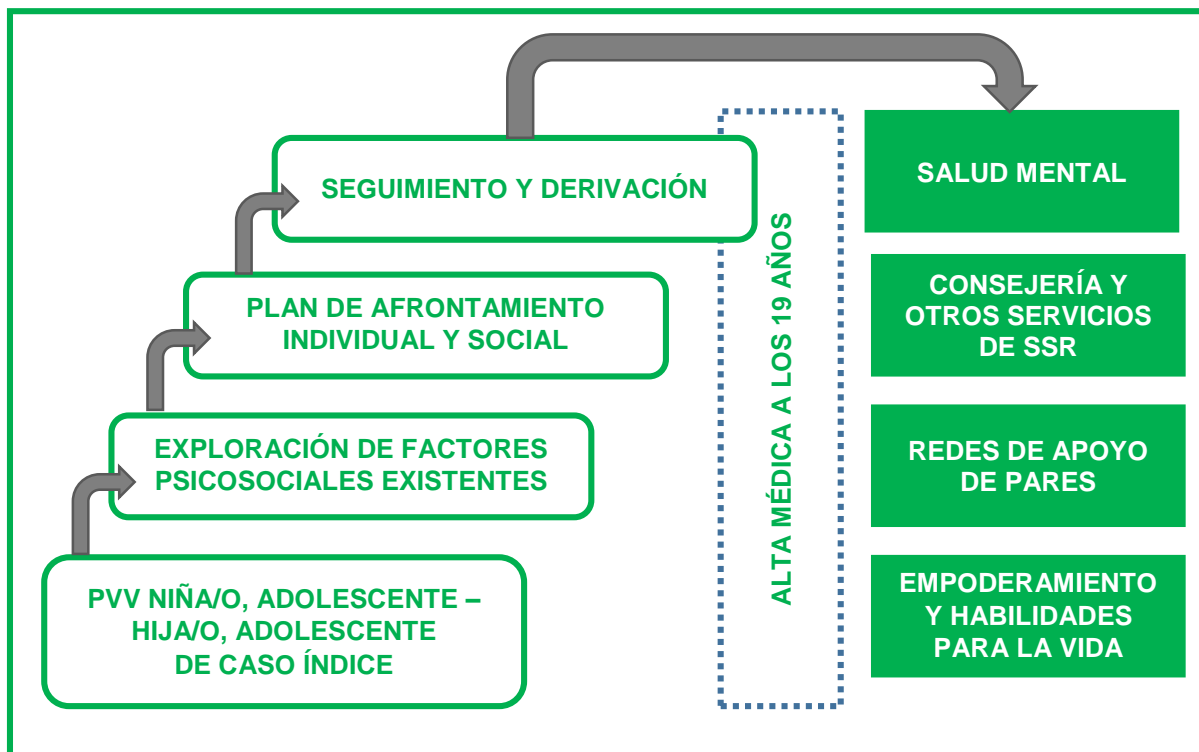 SEGUIMIENTO Y DERIVACIÓN
PLAN DE AFRONTAMIENTO
INDIVIDUAL Y SOCIAL
EXPLORACIÓN DE FACTORES
PSICOSOCIALES EXISTENTES
PVV NIÑA/O, ADOLESCENTE –
HIJA/O, ADOLESCENTE
DE CASO ÍNDICE
ALTA MÉDICA A LOS 19 AÑOS
SALUD MENTAL
CONSEJERÍA Y
OTROS SERVICIOS
DE SSR
REDES DE APOYO
DE PARES
EMPODERAMIENTO
Y HABILIDADES
PARA LA VIDA